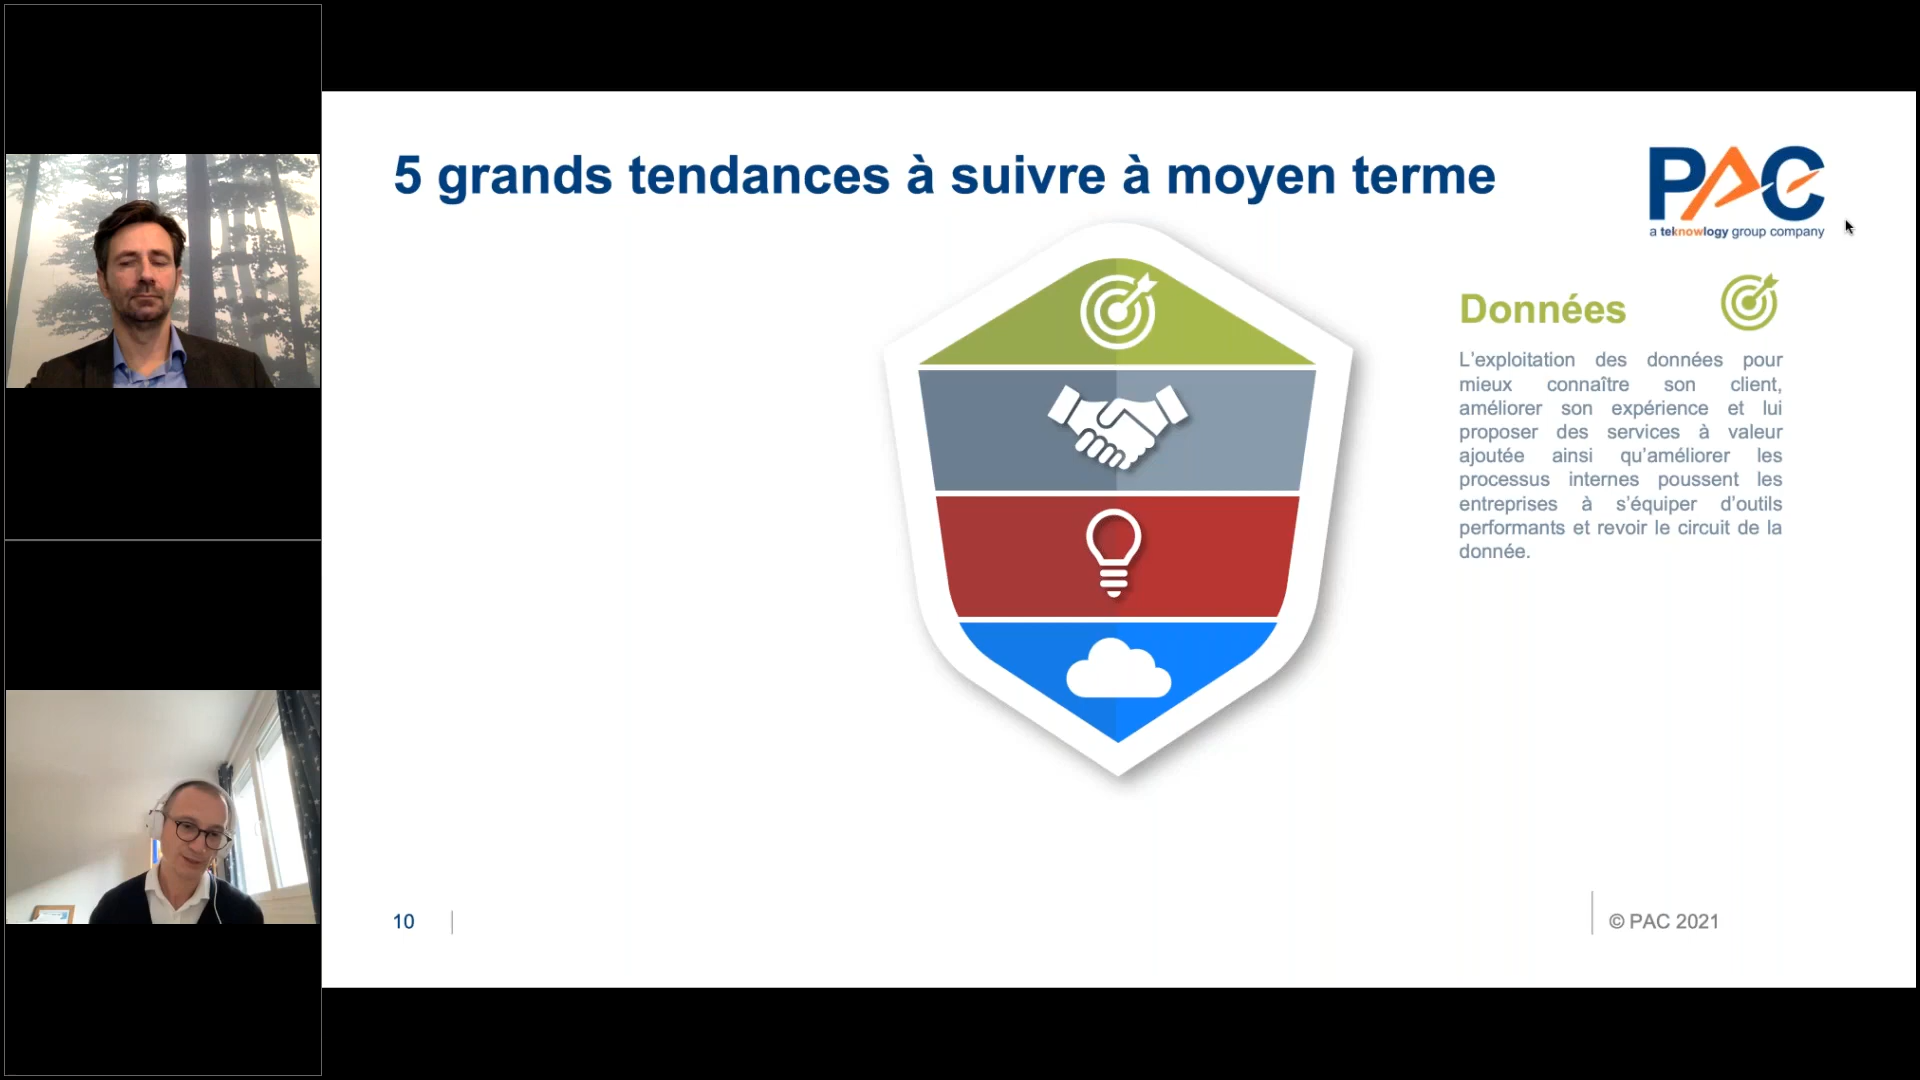 5 grands tendances à suivre à moyen terme
PAC
a teknowlogy group company
Données
L'exploitation des données pour
mieux connaître son client,
améliorer son expérience et lui
proposer des services à valeur
ajoutée ainsi qu'améliorer les
processus internes poussent les
entreprises à s'équiper d'outils
performants et revoir le circuit de la
donnée.
10
© PAC 2021